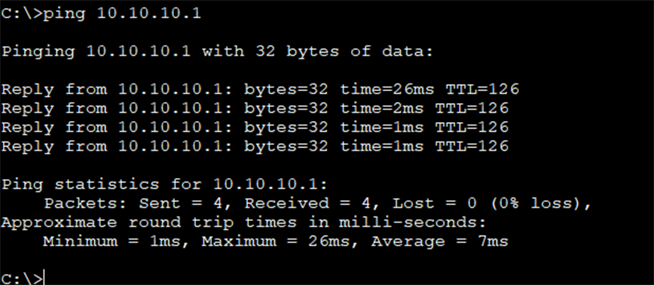 C:\>ping 10.10.10.1
Pinging 10.10.10.1 with 32 bytes of data:
Reply from 10.10.10.1: bytes=32 time=26ms TTL=126
Reply from 10.10.10.1: bytes=32 time=2ms TTL=126
Reply from 10.10.10.1: bytes=32 time=1ms TTL=126
Reply from 10.10.10.1: bytes=32 time=1ms TTL=126
Ping statistics for 10.10.10.1:
    Packets: Sent = 4, Received = 4, Lost = 0 (0% loss),
Approximate round trip times in milli-seconds:
    Minimum = 1ms, Maximum = 26ms, Average = 7ms
C:\>